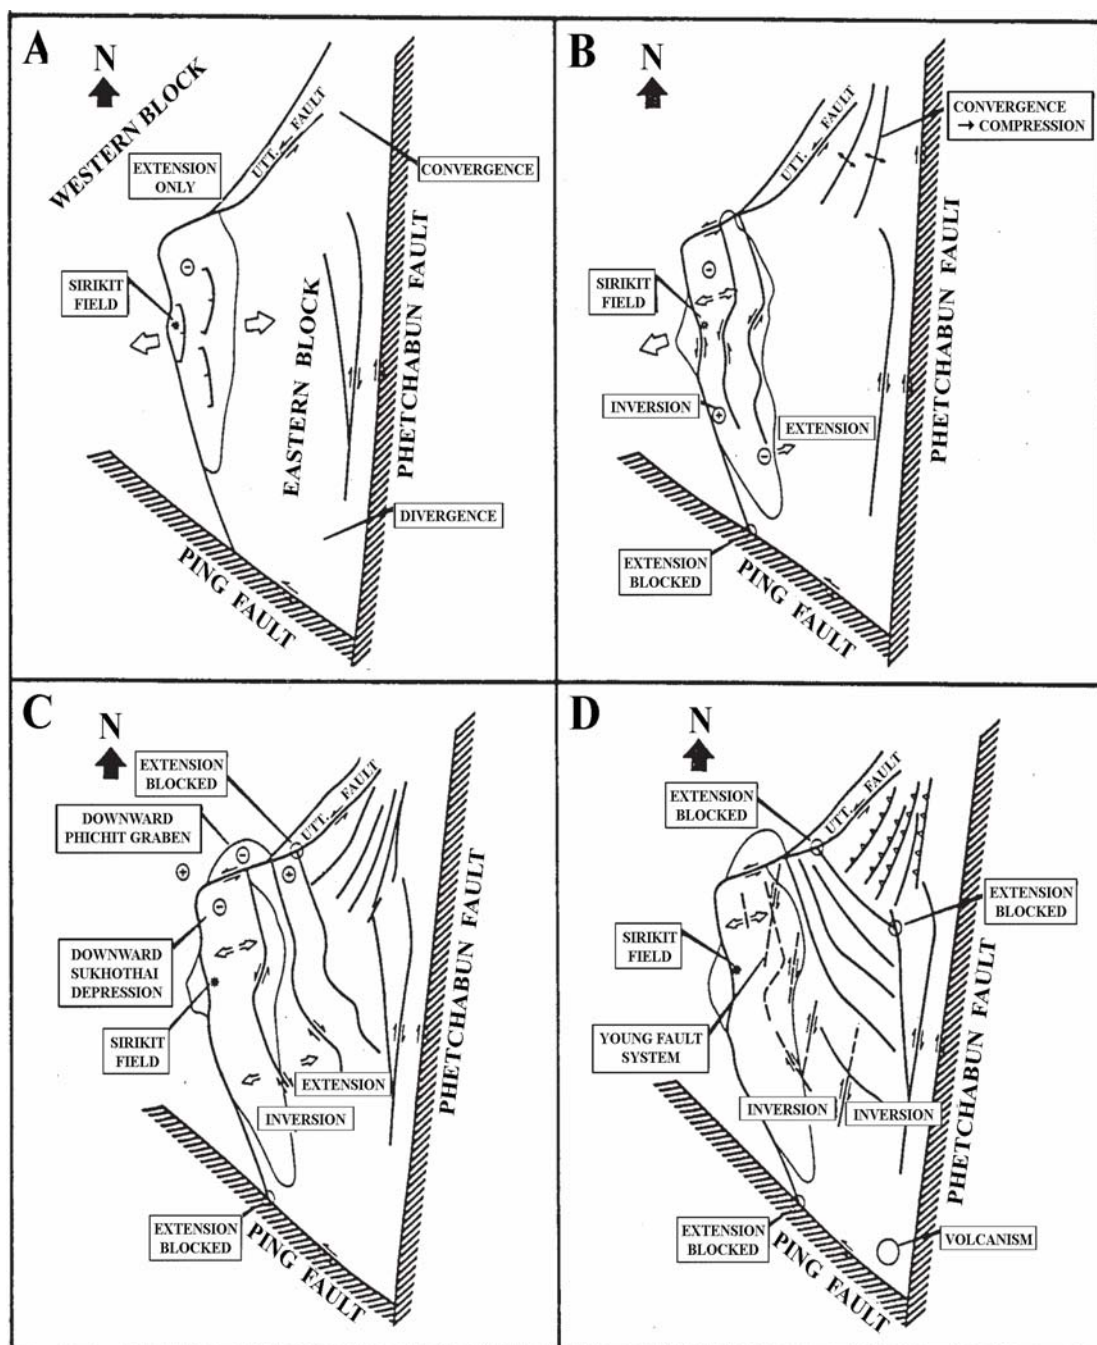 A
N
WESTERN BLOCK
EXTENSION
ONLY
UTT. FAULT
CONVERGENCE
SIRIKIT
FIELD
EASTERN BLOCK
PHETCHABUN FAULT
DIVERGENCE
PING FAULT
B
N
CONVERGENCE
→ COMPRESSION
UTT. FAULT
SIRIKIT
FIELD
INVERSION
EXTENSION
PHETCHABUN FAULT
EXTENSION
BLOCKED
PING FAULT
C
N
EXTENSION
BLOCKED
UTT. FAULT
DOWNWARD
PHICHIT GRABEN
DOWNWARD
SUKHOTHAI
DEPRESSION
SIRIKIT
FIELD
EXTENSION
INVERSION
PHETCHABUN FAULT
EXTENSION
BLOCKED
PING FAULT
D
N
EXTENSION
BLOCKED
UTT. FAULT
EXTENSION
BLOCKED
SIRIKIT
FIELD
YOUNG FAULT
SYSTEM
INVERSION
INVERSION
PHETCHABUN FAULT
EXTENSION
BLOCKED
PING FAULT
VOLCANISM